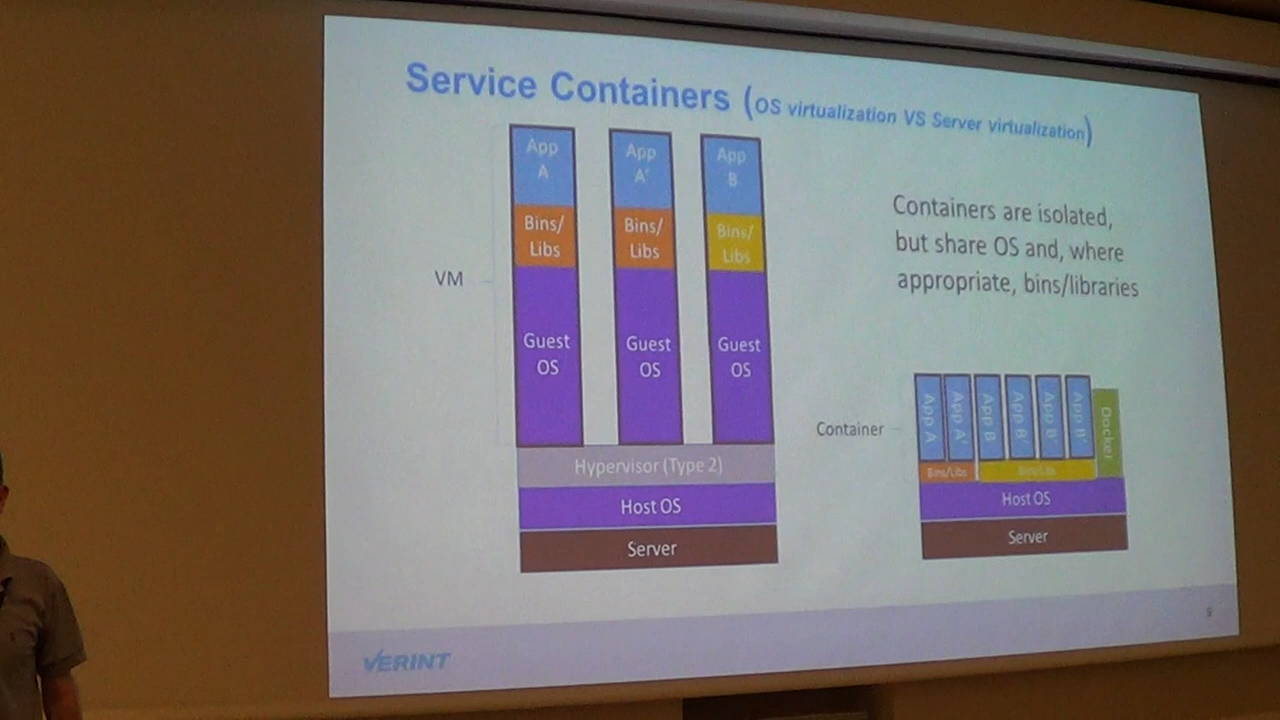 Service Containers (OS virtualization VS Server virtualization)
App
A
App
A'
App
B
Bins/
Libs
Bins/
Libs
Bins/
Libs
VM
Guest
OS
Guest
OS
Guest
OS
Hypervisor (Type 2)
Host OS
Server
Containers are isolated,
but share OS and, where
appropriate, bins/libraries
Container
App A
App A'
App B
App B'
App B'
App B'
Docker
Bins/Libs
Bins/Libs
Host OS
Server
VERINT
9